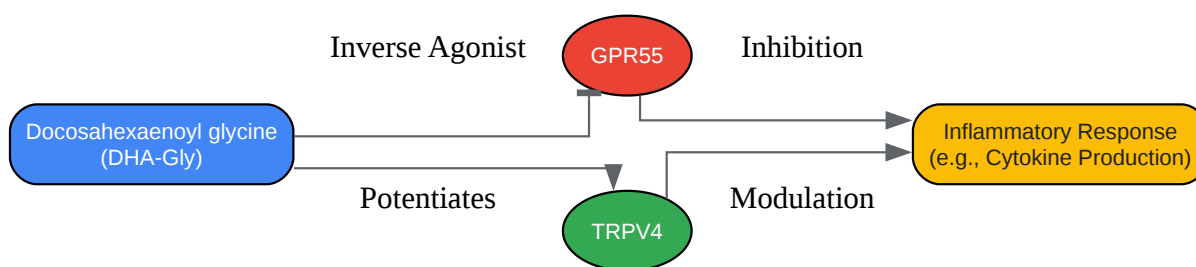 Inverse Agonist
GPR55
Inhibition
Docosahexaenoyl glycine
(DHA-Gly)
Inflammatory Response
(e.g., Cytokine Production)
Potentiates
TRPV4
Modulation